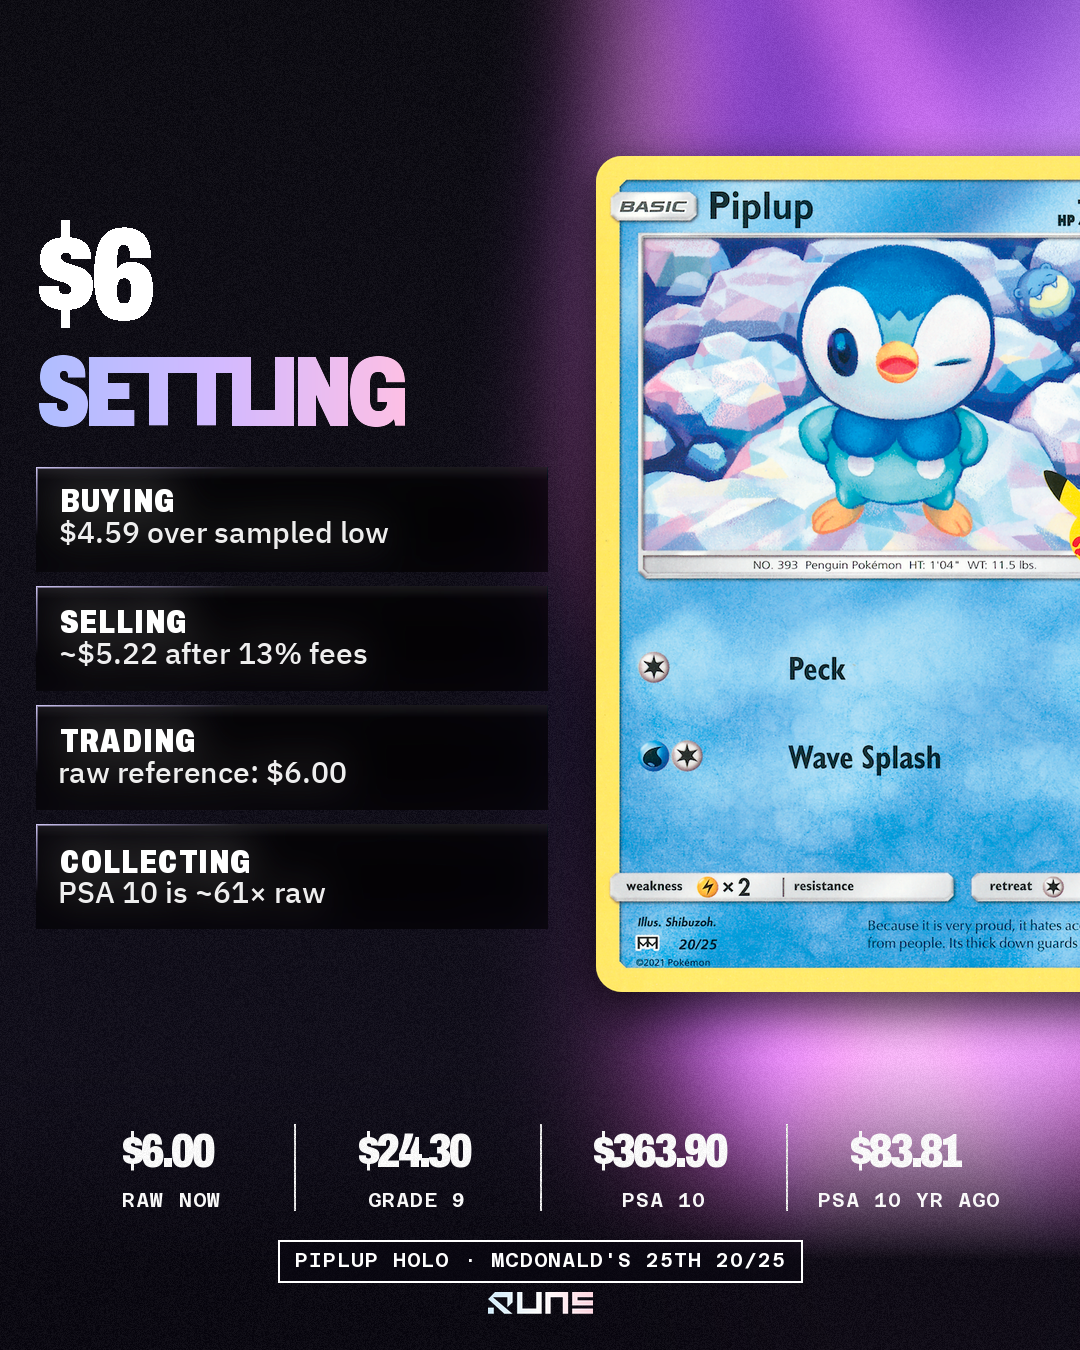 $6
SETTLING
BUYING
$4.59 over sampled low
SELLING
~$5.22 after 13% fees
TRADING
raw reference: $6.00
COLLECTING
PSA 10 is ~61× raw
BASIC Piplup HP
NO. 393 Penguin Pokémon HT: 1'04" WT: 11.5 lbs.
Peck
Wave Splash
weakness ×2 resistance retreat
Illus. Shibuzoh.
20/25
©2021 Pokémon
Because it is very proud, it hates
from people. Its thick down guards
$6.00 $24.30 $363.90 $83.81
RAW NOW GRADE 9 PSA 10 PSA 10 YR AGO
PIPLUP HOLO · MCDONALD'S 25TH 20/25
RUNE